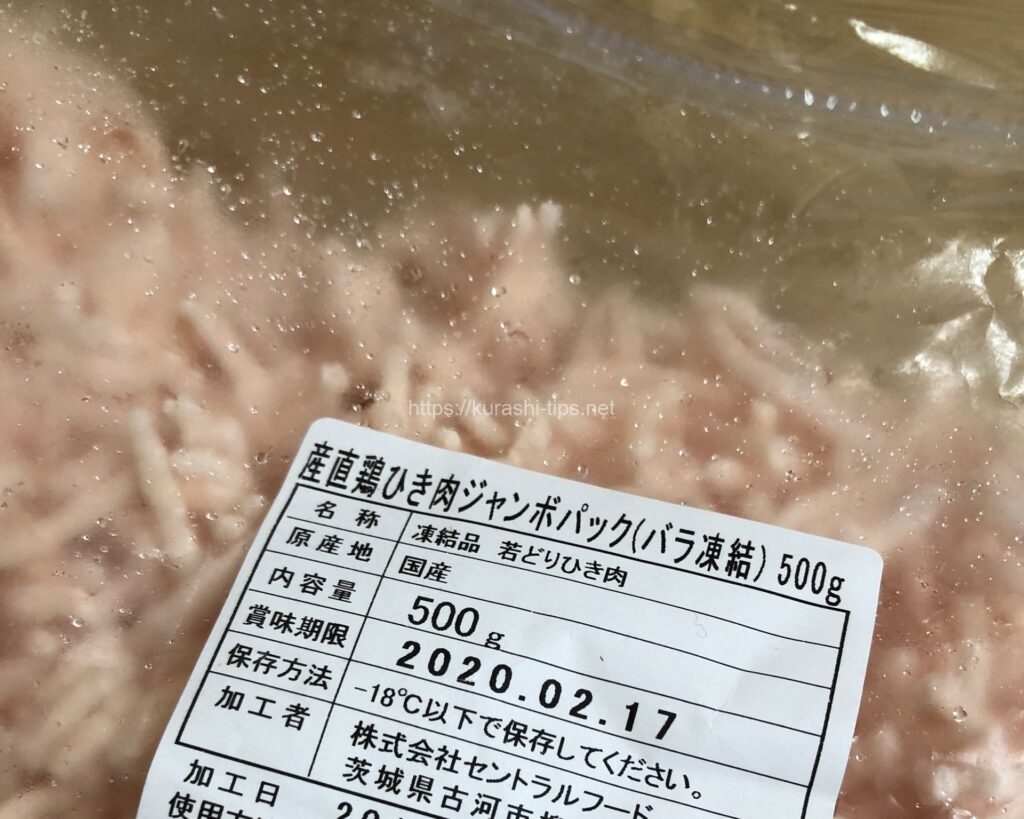 https://kurashi-tips.net
産直鶏ひき肉ジャンボパック(バラ凍結) 500g
名称 凍結品 若どりひき肉
原産地 国産
内容量 500g
賞味期限 2020.02.17
保存方法 -18℃以下で保存してください。
加工者 株式会社セントラルフード
茨城県古河市
加工日 20
使用